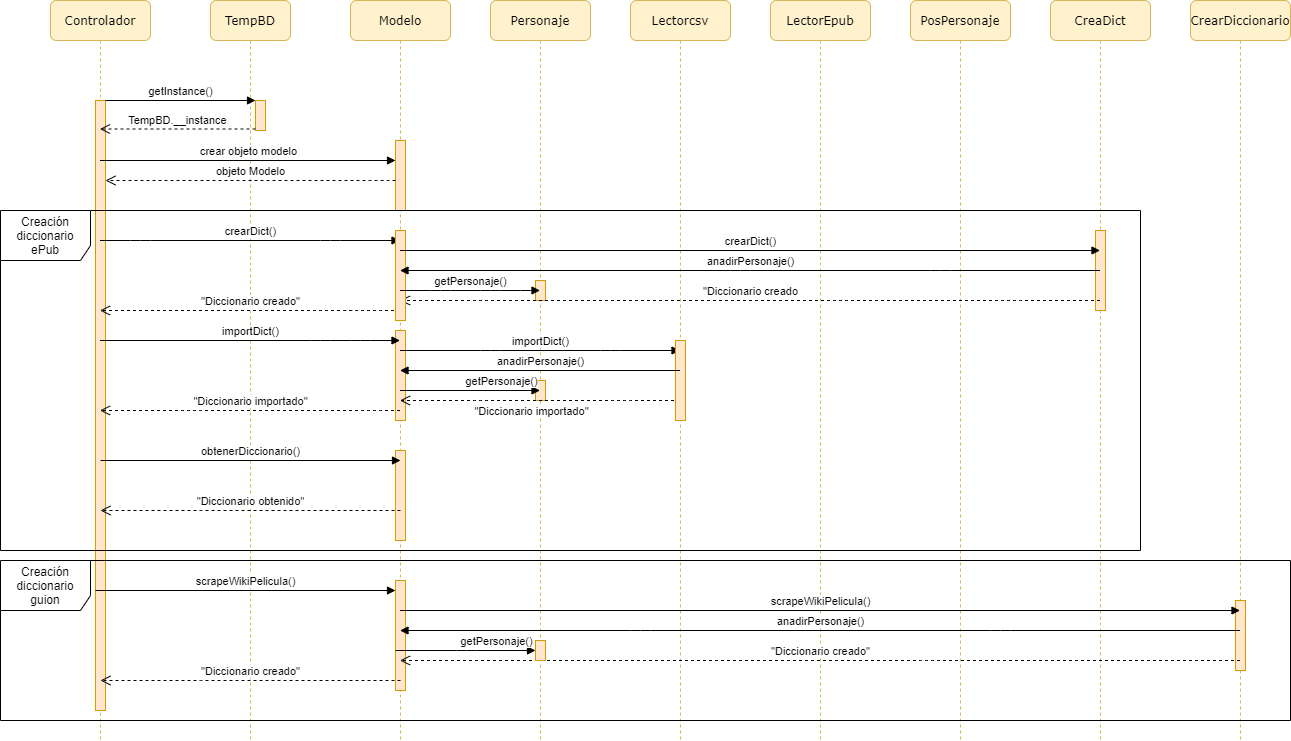 Controlador
TempBD
Modelo
Personaje
Lectorcsv
LectorEpub
PosPersonaje
CreaDict
CrearDiccionario
getInstance()
TempBD.__instance
crear objeto modelo
objeto Modelo
Creación
diccionario
ePub
crearDict()
crearDict()
anadirPersonaje()
getPersonaje()
"Diccionario creado
"Diccionario creado"
importDict()
importDict()
anadirPersonaje()
getPersonaje()
"Diccionario importado"
"Diccionario importado"
obtenerDiccionario()
"Diccionario obtenido"
Creación
diccionario
guion
scrapeWikiPelicula()
scrapeWikiPelicula()
anadirPersonaje()
getPersonaje()
"Diccionario creado"
"Diccionario creado"